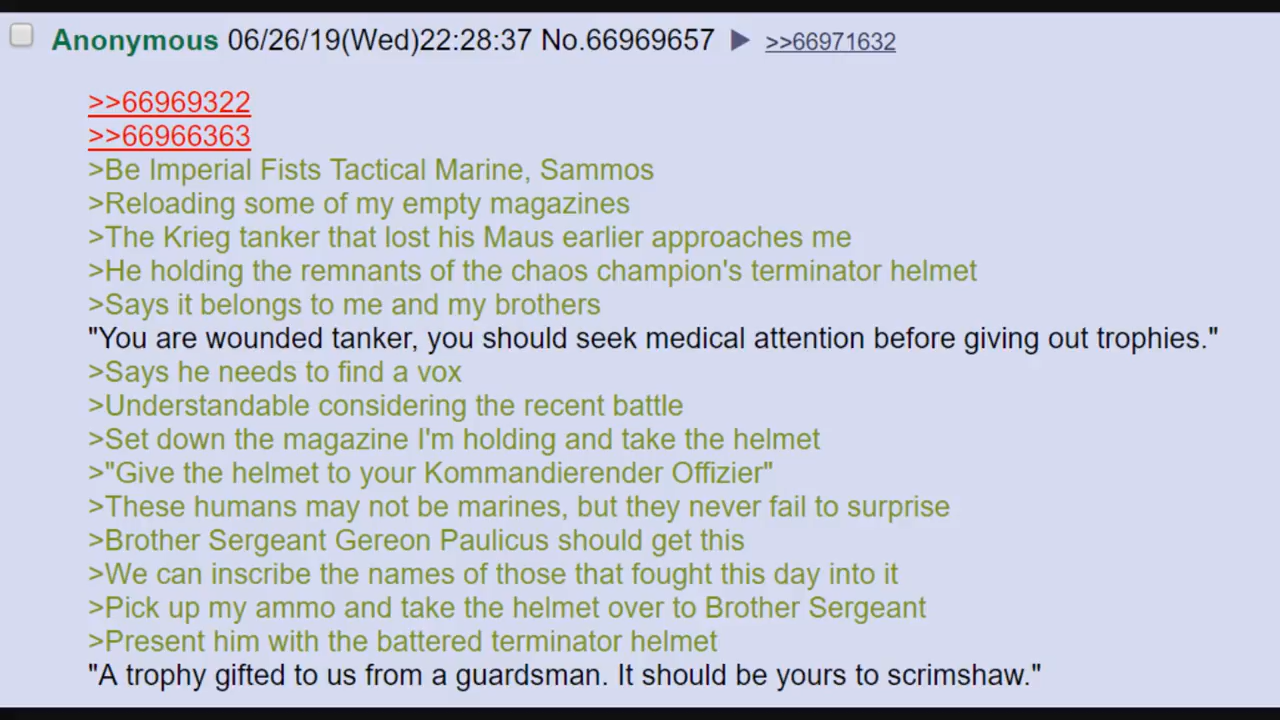 Anonymous 06/26/19(Wed)22:28:37 No.66969657 ▶ >>66971632
>>66969322
>>66966363
>Be Imperial Fists Tactical Marine, Sammos
>Reloading some of my empty magazines
>The Krieg tanker that lost his Maus earlier approaches me
>He holding the remnants of the chaos champion's terminator helmet
>Says it belongs to me and my brothers
"You are wounded tanker, you should seek medical attention before giving out trophies."
>Says he needs to find a vox
>Understandable considering the recent battle
>Set down the magazine I'm holding and take the helmet
>"Give the helmet to your Kommandierender Offizier"
>These humans may not be marines, but they never fail to surprise
>Brother Sergeant Gereon Paulicus should get this
>We can inscribe the names of those that fought this day into it
>Pick up my ammo and take the helmet over to Brother Sergeant
>Present him with the battered terminator helmet
"A trophy gifted to us from a guardsman. It should be yours to scrimshaw."